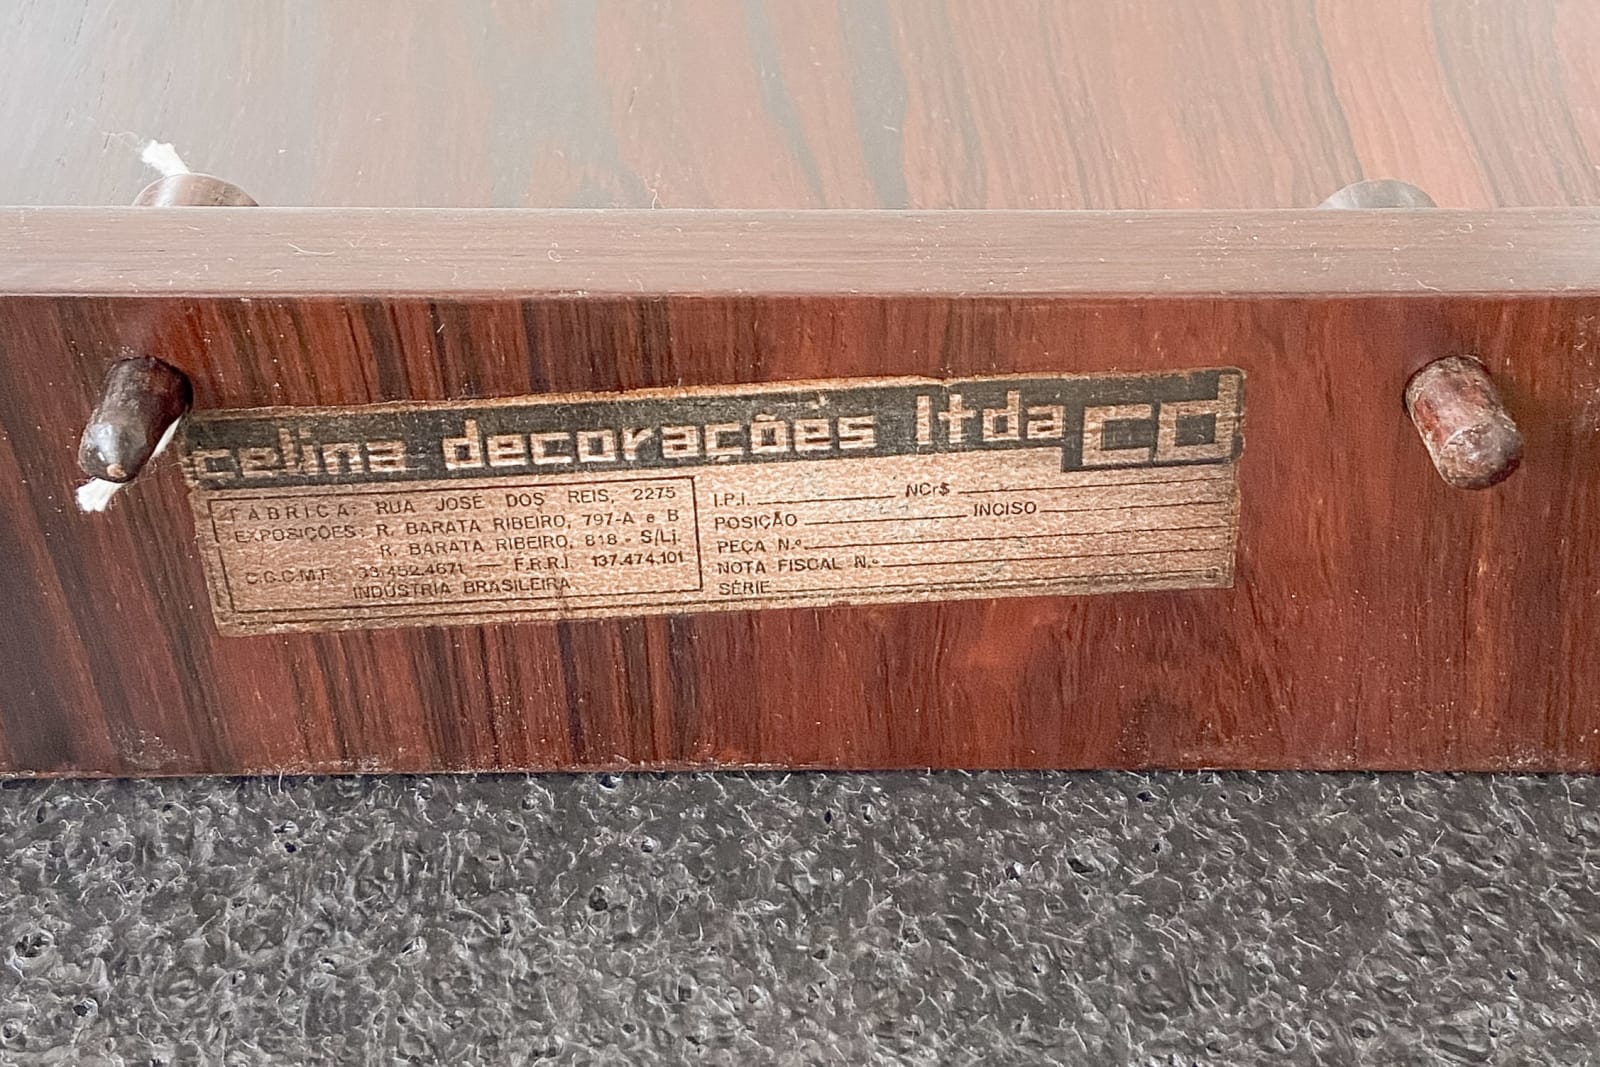 celina decorações ltda cd
FÁBRICA: RUA JOSÉ DOS REIS, 2275
EXPOSIÇÕES: R. BARATA RIBEIRO, 797-A e B
R. BARATA RIBEIRO, 818 - S/Lj.
C.G.C.M.F. 33.452.4671 — F.R.R.I. 137.474.101
INDÚSTRIA BRASILEIRA
I.P.I. NCr$
POSIÇÃO INCISO
PEÇA N.º
NOTA FISCAL N.º
SÉRIE